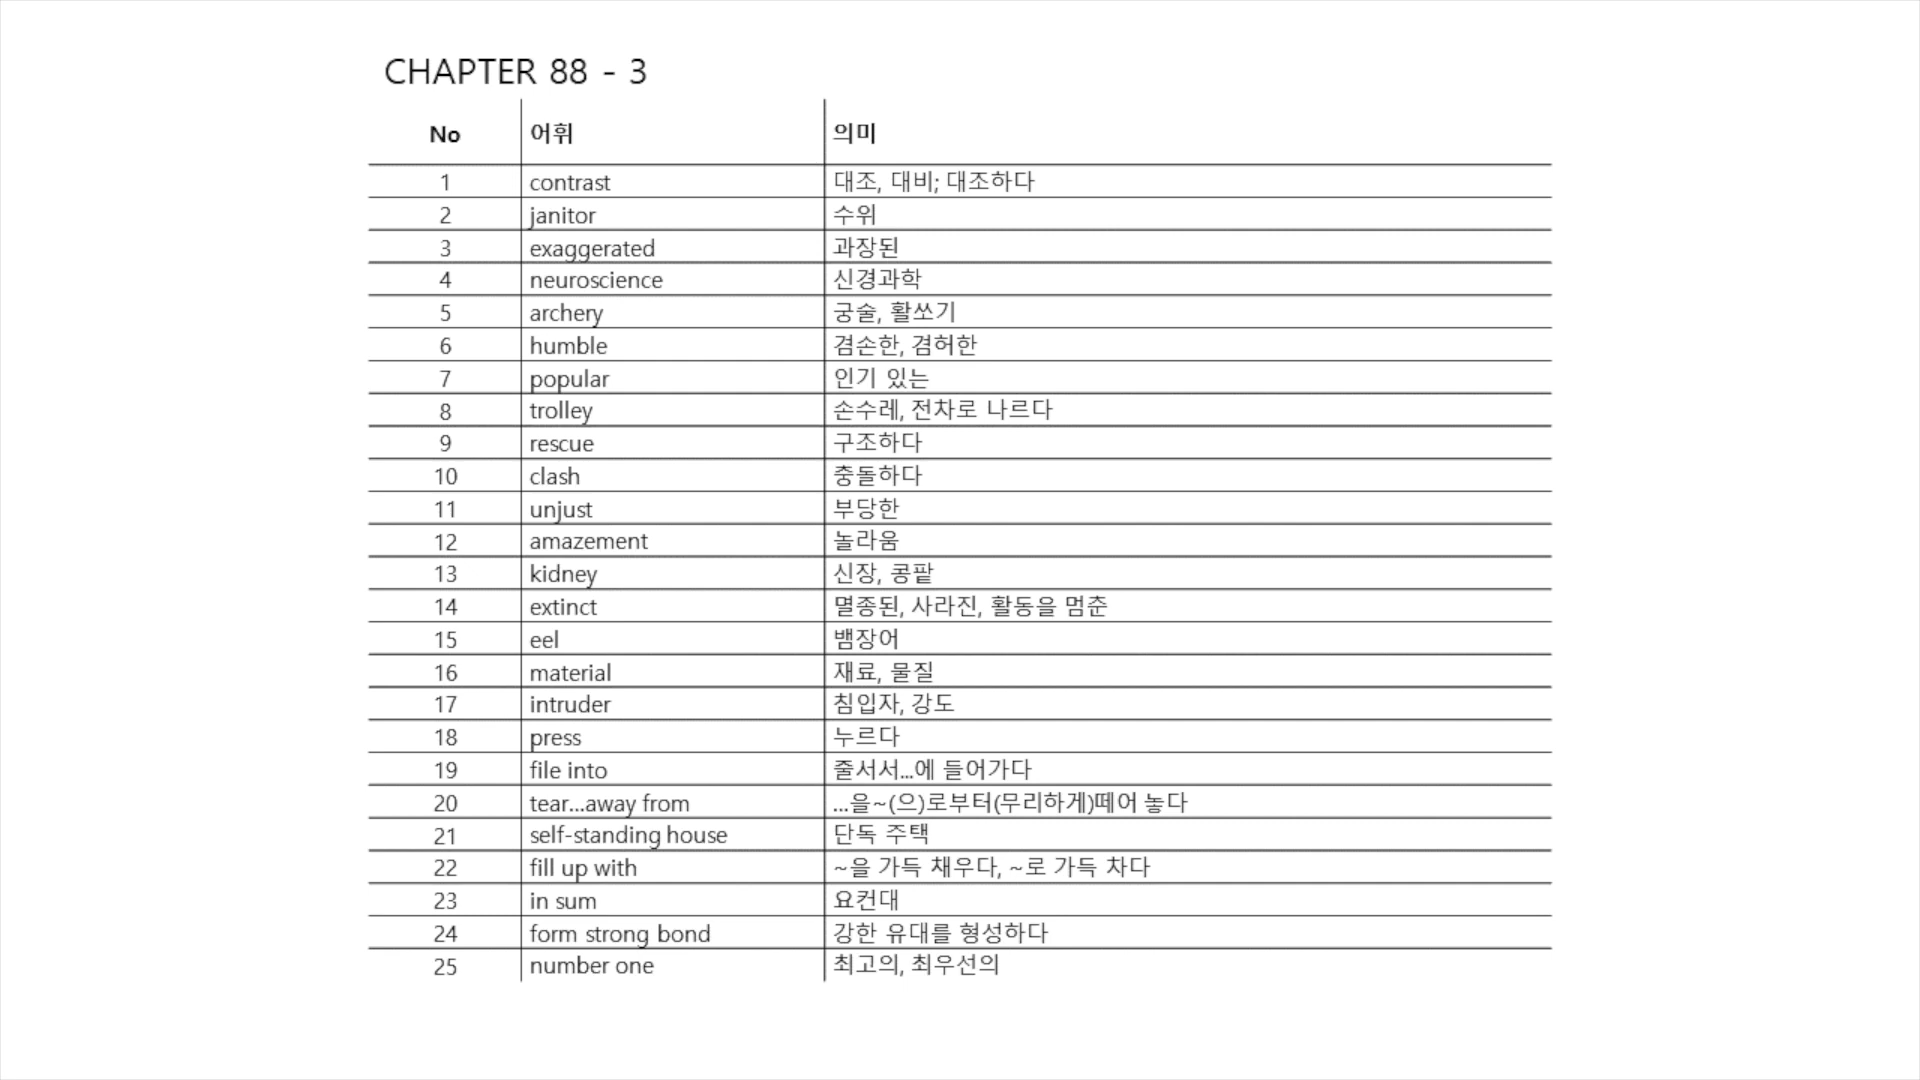 CHAPTER 88 - 3
No 어휘 의미
1 contrast 대조, 대비; 대조하다
2 janitor 수위
3 exaggerated 과장된
4 neuroscience 신경과학
5 archery 궁술, 활쏘기
6 humble 겸손한, 겸허한
7 popular 인기 있는
8 trolley 손수레, 전차로 나르다
9 rescue 구조하다
10 clash 충돌하다
11 unjust 부당한
12 amazement 놀라움
13 kidney 신장, 콩팥
14 extinct 멸종된, 사라진, 활동을 멈춘
15 eel 뱀장어
16 material 재료, 물질
17 intruder 침입자, 강도
18 press 누르다
19 file into 줄서서...에 들어가다
20 tear...away from ...을~(으)로부터(무리하게)떼어 놓다
21 self-standing house 단독 주택
22 fill up with ~을 가득 채우다, ~로 가득 차다
23 in sum 요컨대
24 form strong bond 강한 유대를 형성하다
25 number one 최고의, 최우선의